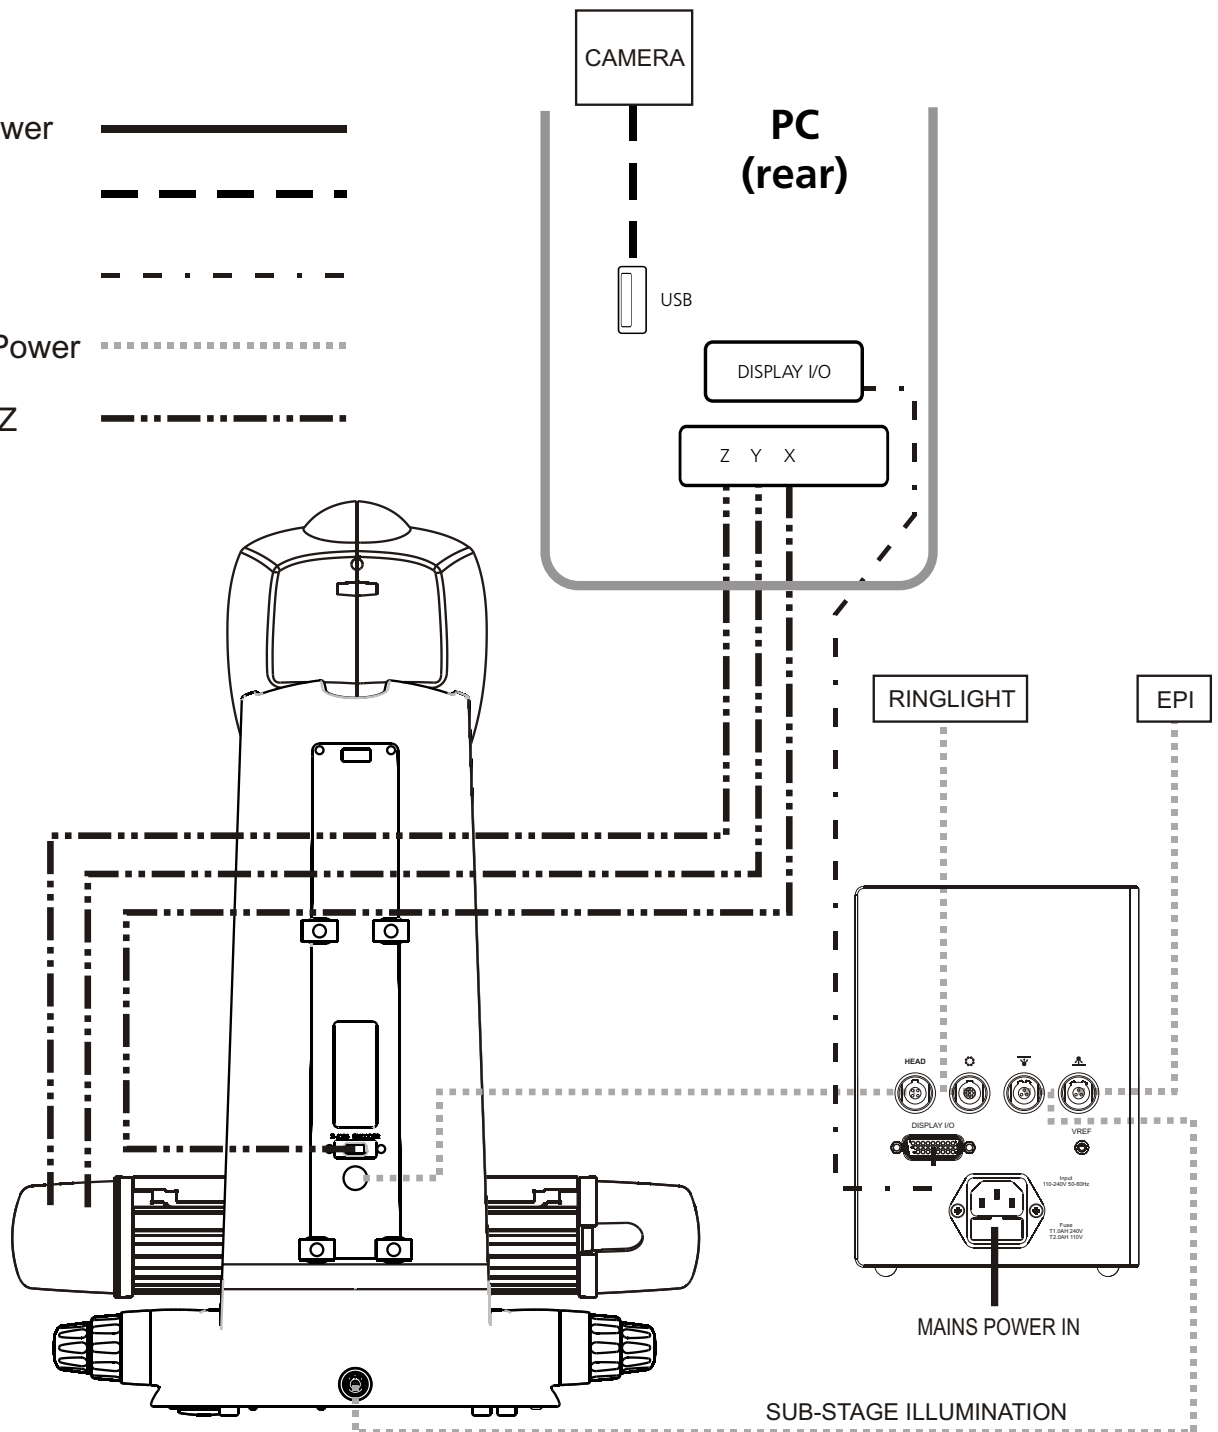 CAMERA
PC
(rear)
wer
USB
Power
DISPLAY I/O
Z
Z Y X
RINGLIGHT
EPI
HEAD
DISPLAY I/O
VREF
Input
110-240V 50-60Hz
Fuse
T1.0AH 240V
T2.0AH 110V
MAINS POWER IN
SUB-STAGE ILLUMINATION